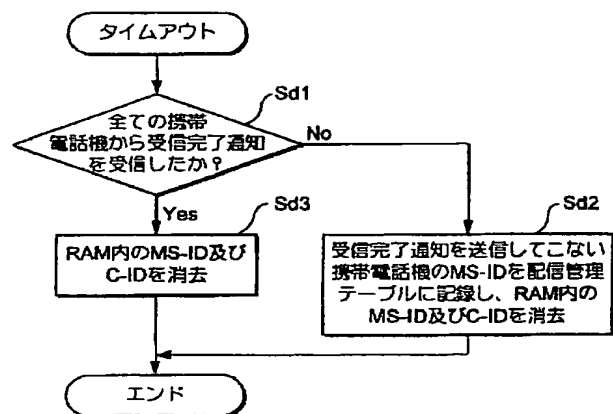 タイムアウト
Sd1
全ての携帯
電話機から受信完了通知
を受信したか？
No
Yes
Sd3
Sd2
RAM内のMS-ID及び
C-IDを消去
受信完了通知を送信してこない
携帯電話機のMS-IDを配信管理
テーブルに記録し、RAM内の
MS-ID及びC-IDを消去
エンド